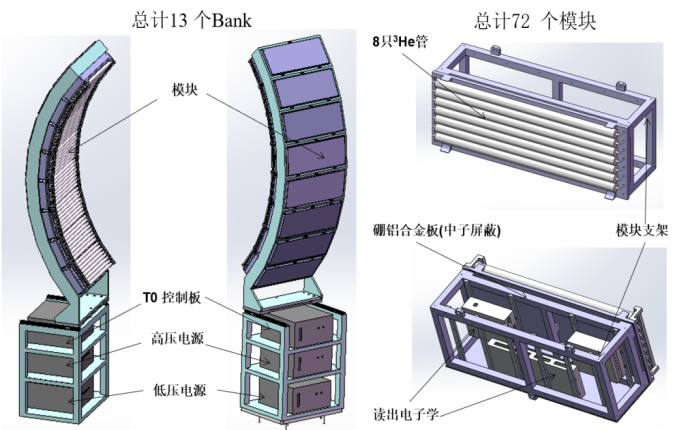 总计13 个Bank
总计72 个模块
8只³He管
模块
硼铝合金板(中子屏蔽)
模块支架
T0 控制板
高压电源
低压电源
读出电子学